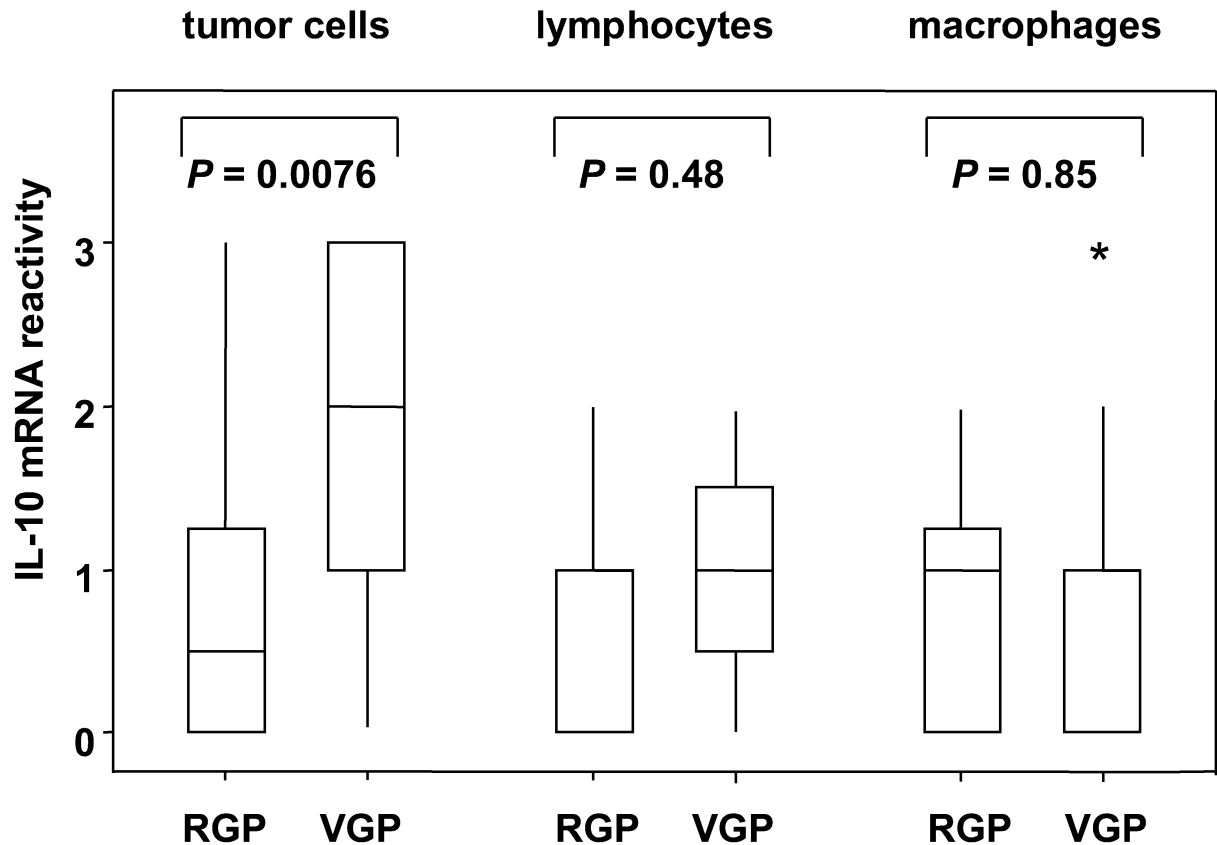 tumor cells lymphocytes macrophages
P = 0.0076 P = 0.48 P = 0.85
IL-10 mRNA reactivity
3
*
2
1
0
RGP VGP RGP VGP RGP VGP